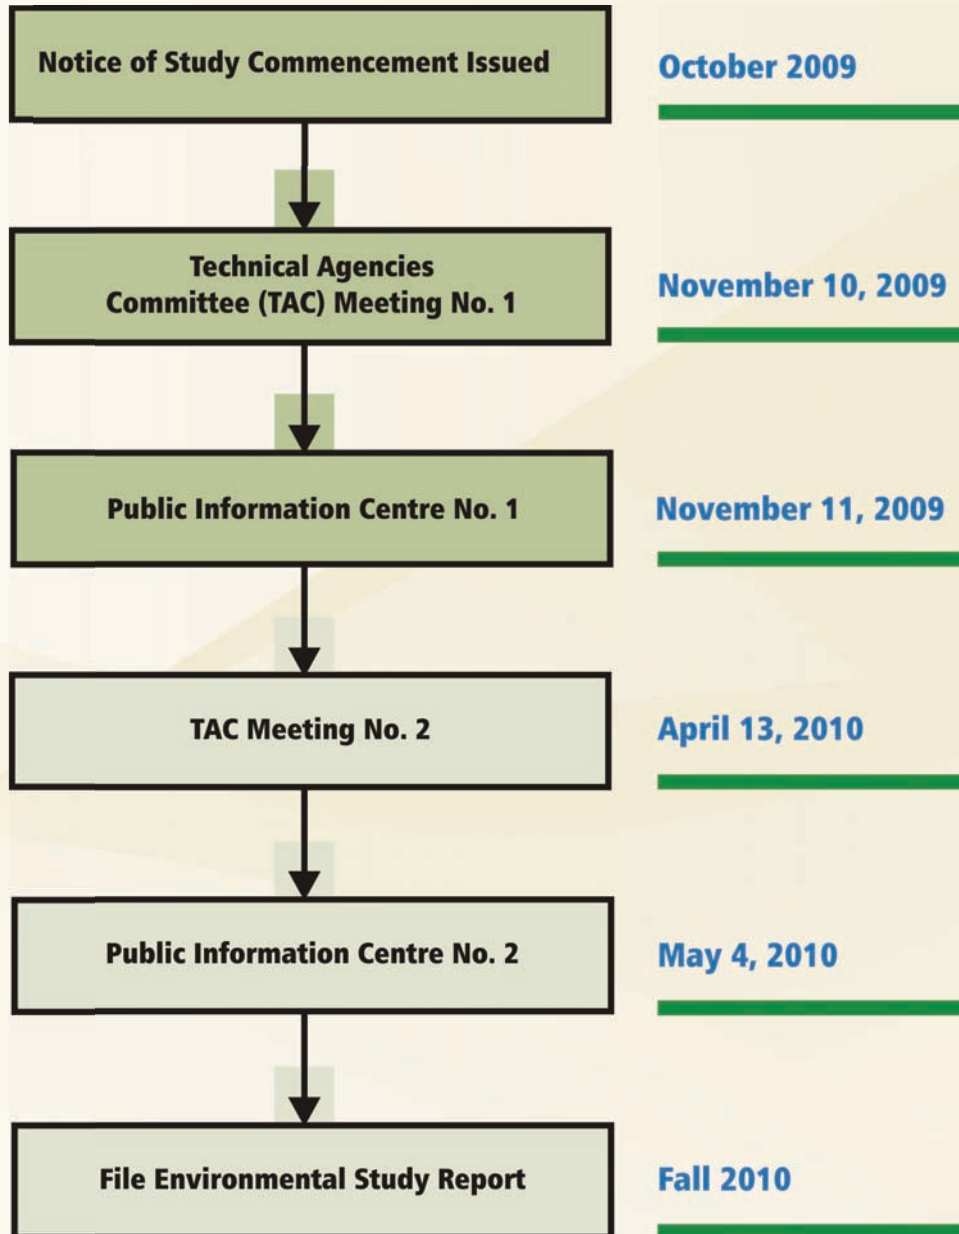 Notice of Study Commencement Issued
October 2009
Technical Agencies
Committee (TAC) Meeting No. 1
November 10, 2009
Public Information Centre No. 1
November 11, 2009
TAC Meeting No. 2
April 13, 2010
Public Information Centre No. 2
May 4, 2010
File Environmental Study Report
Fall 2010